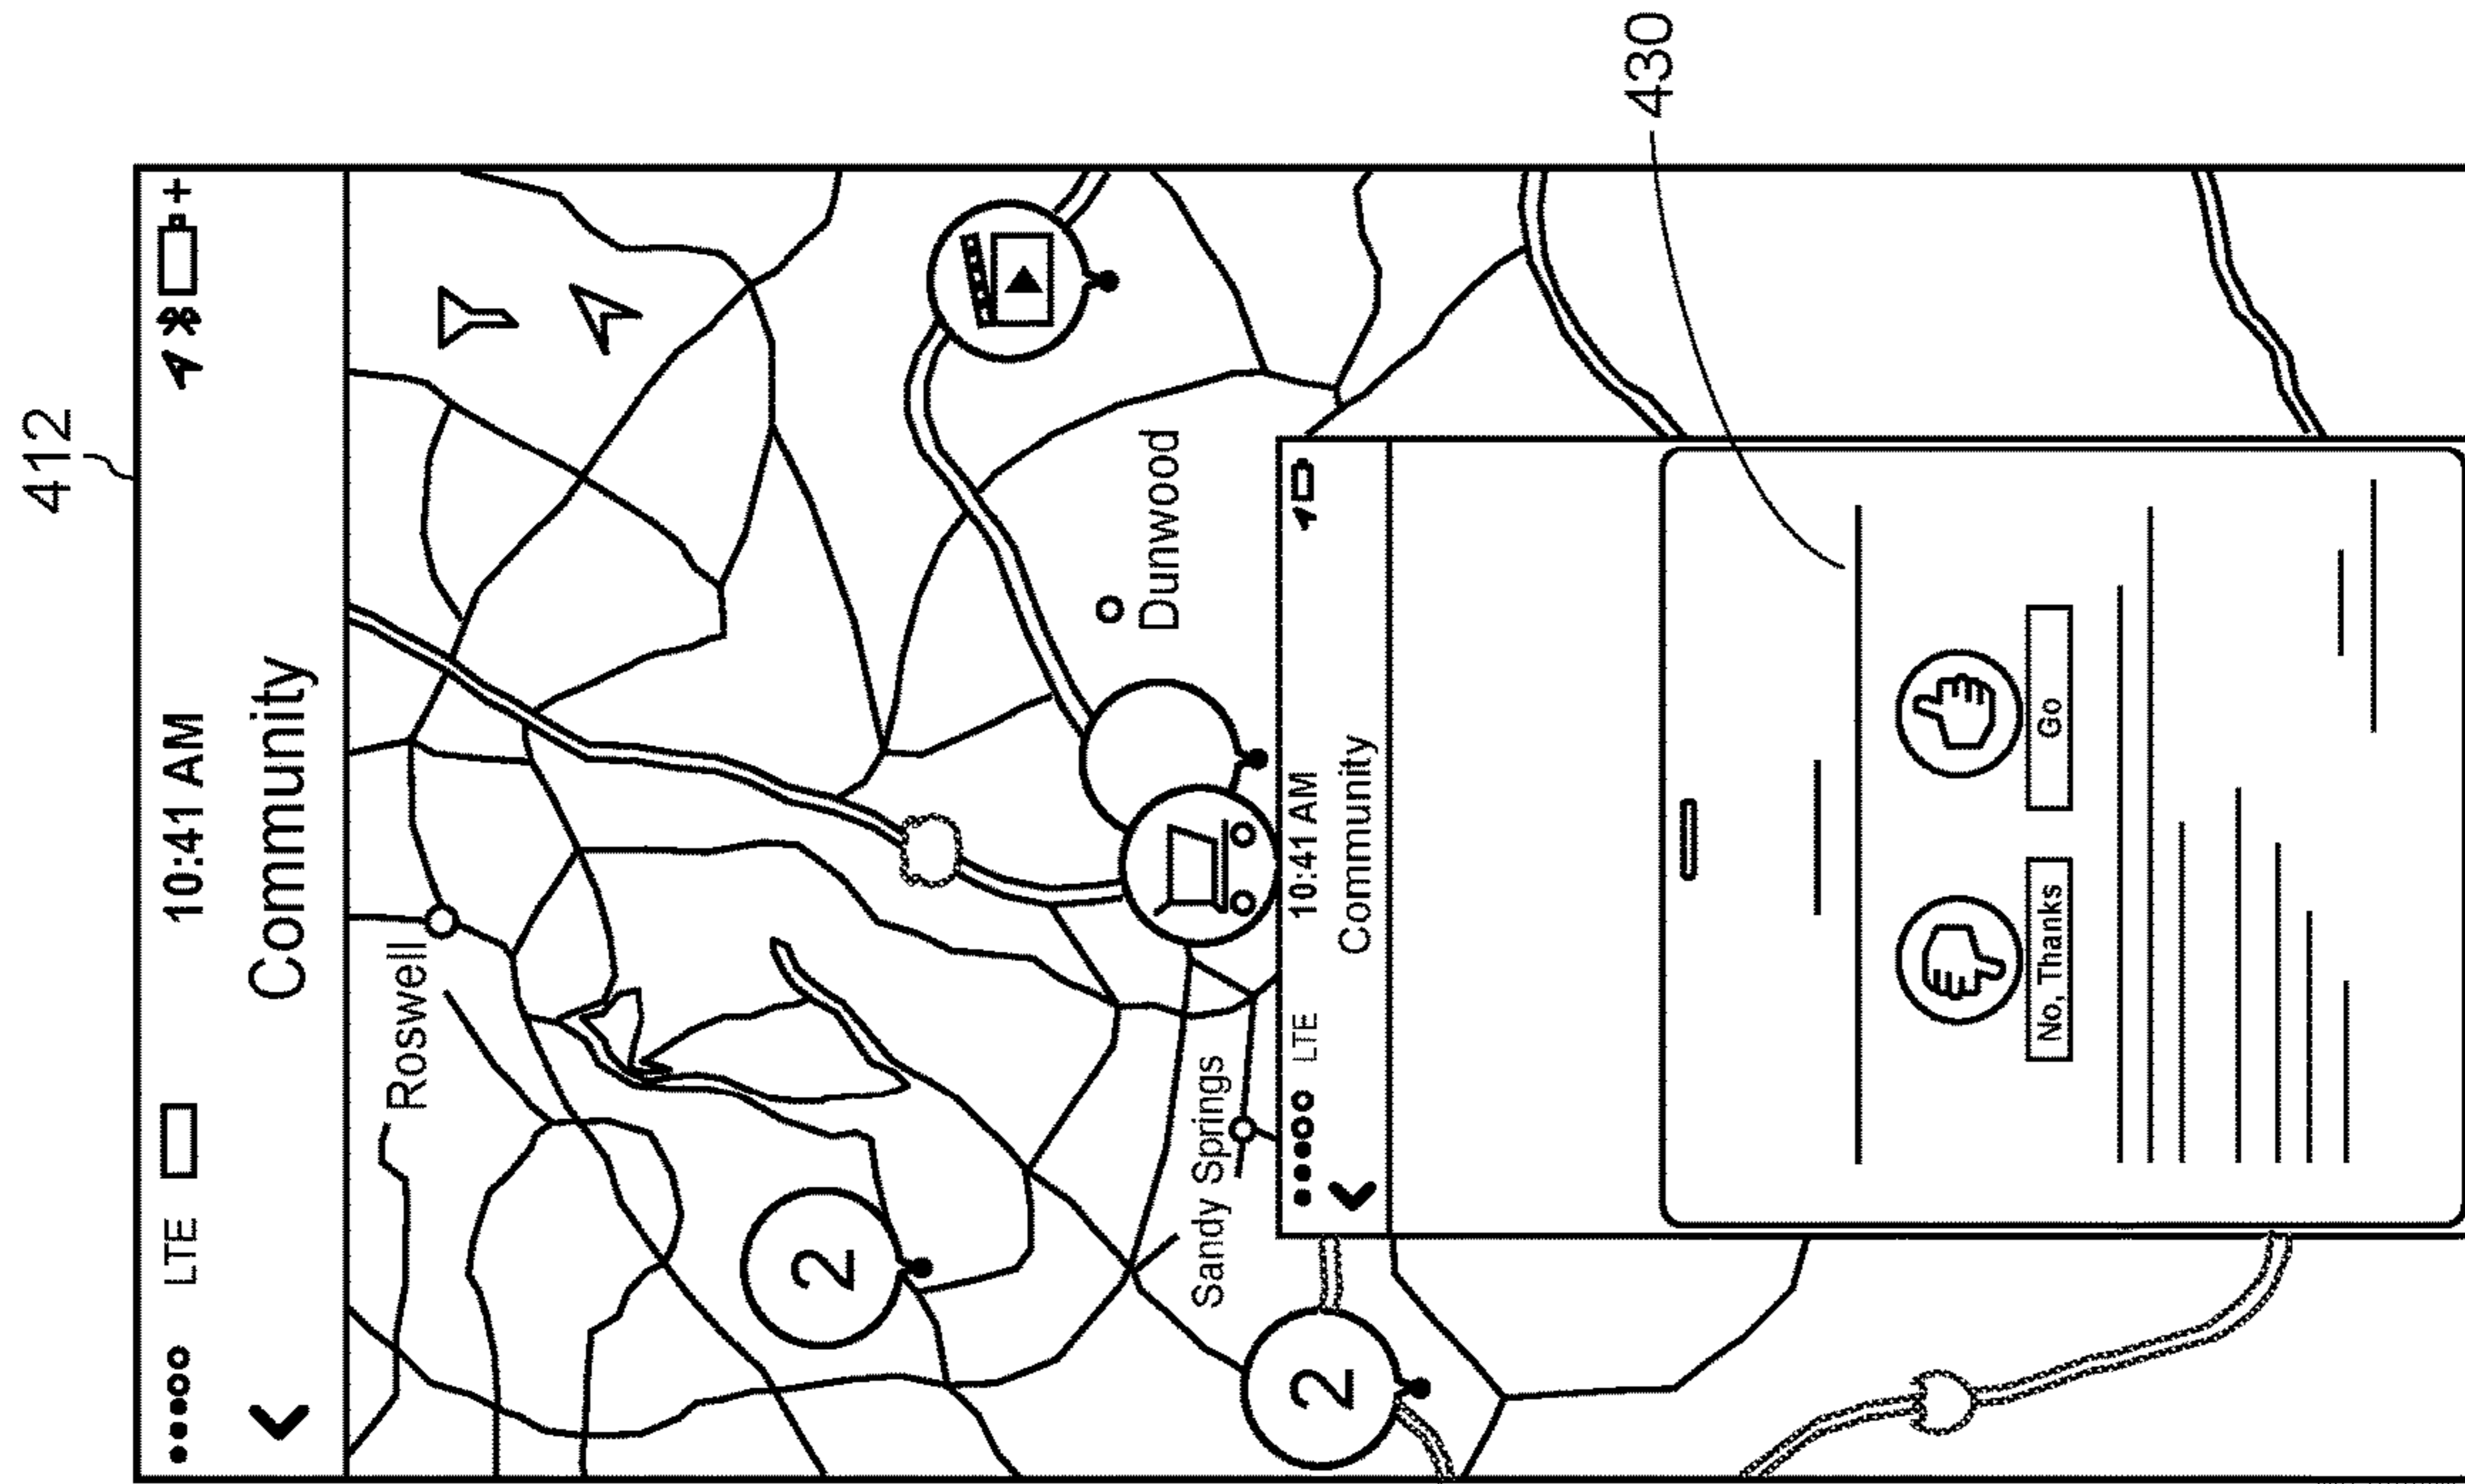 412
LTE 10:41 AM
Community
Roswell
2
Dunwood
Sandy Springs
2
LTE 10:41 AM
Community
430
No, Thanks Go